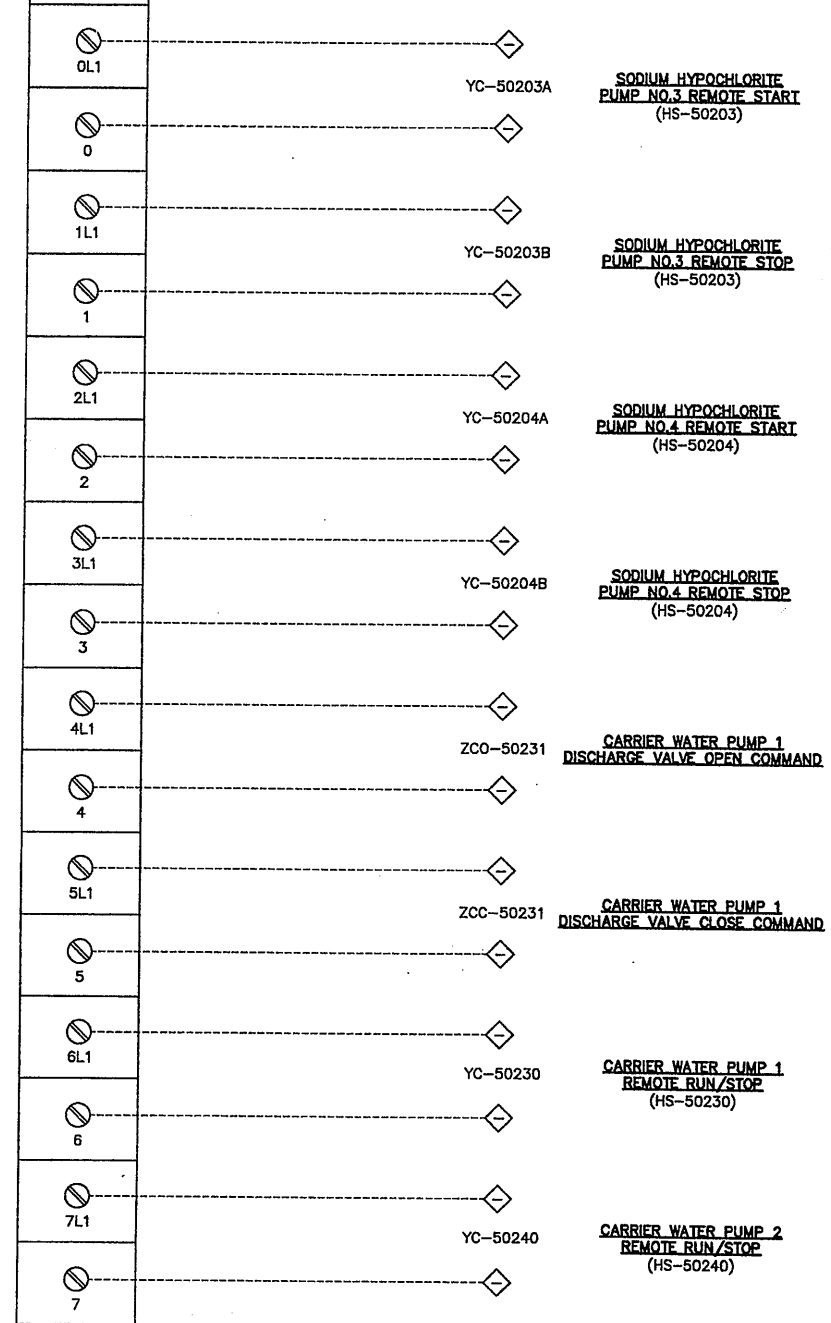 0L1
YC-50203A
SODIUM HYPOCHLORITE
PUMP NO.3 REMOTE START
(HS-50203)
0
1L1
YC-50203B
SODIUM HYPOCHLORITE
PUMP NO.3 REMOTE STOP
(HS-50203)
1
2L1
YC-50204A
SODIUM HYPOCHLORITE
PUMP NO.4 REMOTE START
(HS-50204)
2
3L1
YC-50204B
SODIUM HYPOCHLORITE
PUMP NO.4 REMOTE STOP
(HS-50204)
3
4L1
ZCO-50231
CARRIER WATER PUMP 1
DISCHARGE VALVE OPEN COMMAND
4
5L1
ZCC-50231
CARRIER WATER PUMP 1
DISCHARGE VALVE CLOSE COMMAND
5
6L1
YC-50230
CARRIER WATER PUMP 1
REMOTE RUN/STOP
(HS-50230)
6
7L1
YC-50240
CARRIER WATER PUMP 2
REMOTE RUN/STOP
(HS-50240)
7